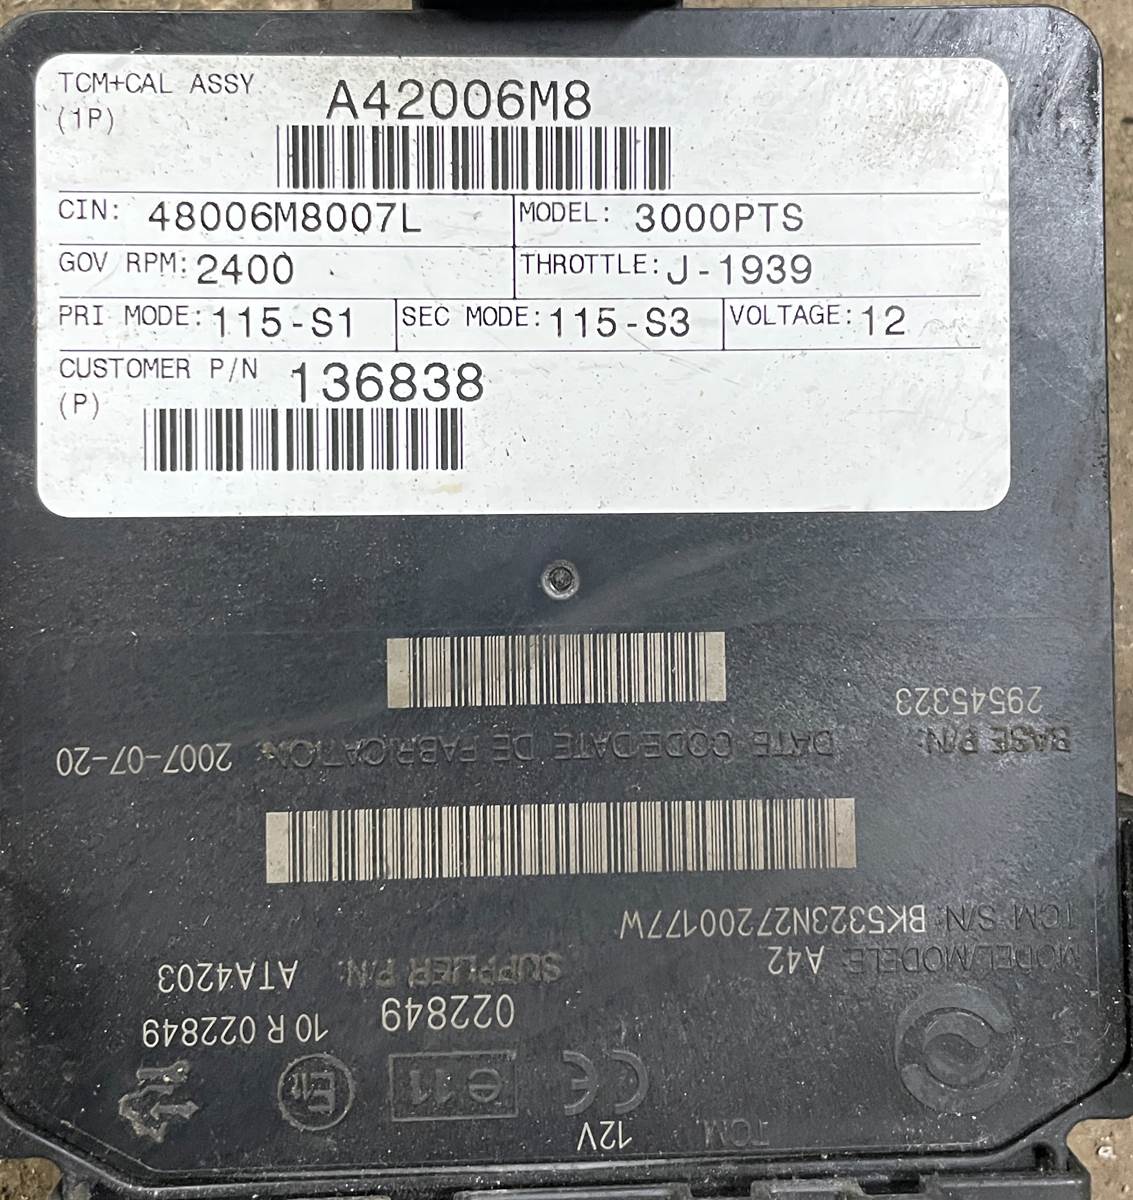 TCM+CAL ASSY A42006M8
(1P)
CIN: 48006M8007L MODEL: 3000PTS
GOV RPM: 2400 THROTTLE: J-1939
PRI MODE: 115-S1 SEC MODE: 115-S3 VOLTAGE: 12
CUSTOMER P/N 136838
(P)
TCM 12V
e11 E11
022849 10 R 022849
MODEL/MODELE: A42 SUPPLIER P/N: ATA4203
TCM S/N: BK5323N27200177W
BASE P/N: 29545323
DATE CODE/DATE DE FABRICATION: 2007-07-20